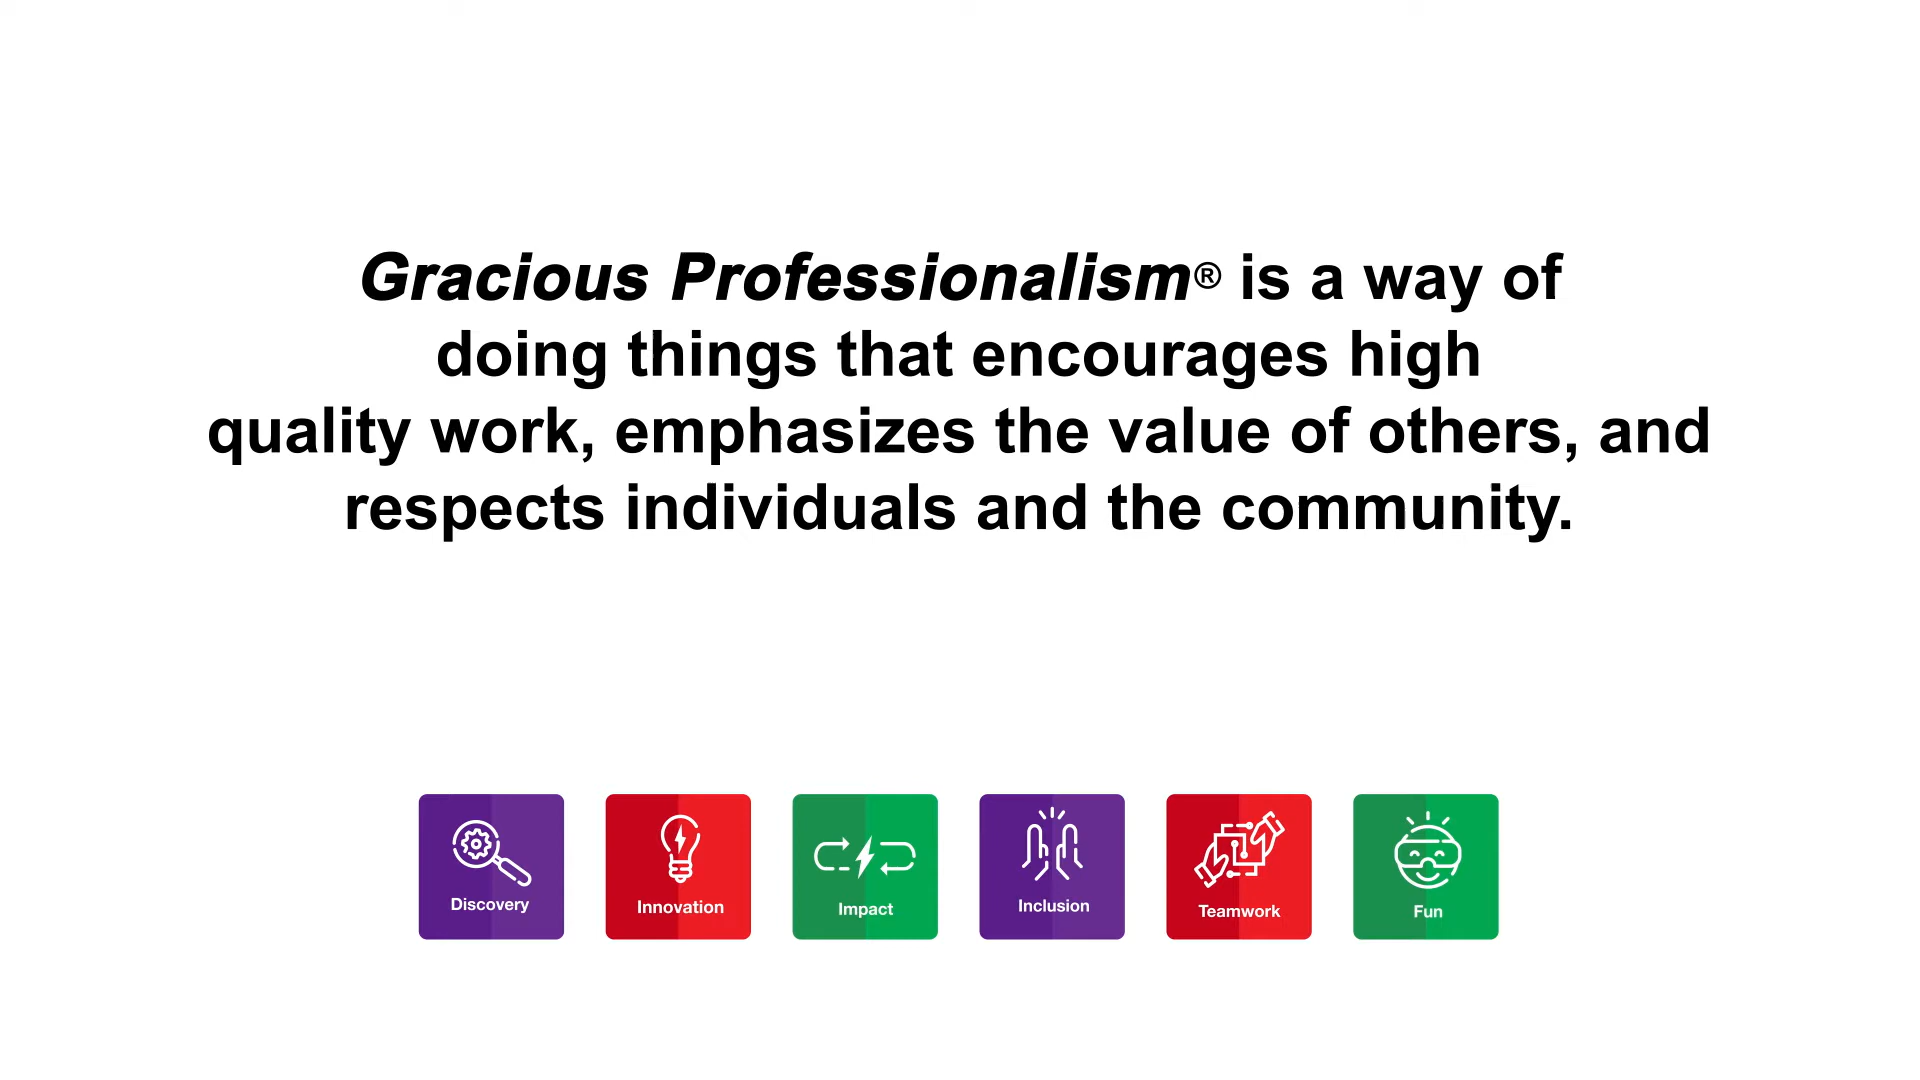 Gracious Professionalism® is a way of
doing things that encourages high
quality work, emphasizes the value of others, and
respects individuals and the community.
Discovery
Innovation
Impact
Inclusion
Teamwork
Fun